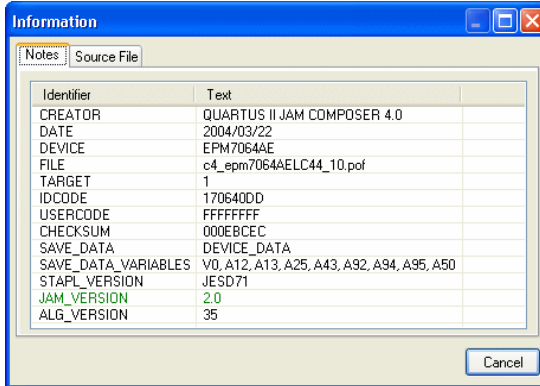 Information
Notes Source File
Identifier Text
CREATOR QUARTUS II JAM COMPOSER 4.0
DATE 2004/03/22
DEVICE EPM7064AE
FILE c4_epm7064AELC44_10.pof
TARGET 1
IDCODE 170640DD
USERCODE FFFFFFFF
CHECKSUM 000EBCEC
SAVE_DATA DEVICE_DATA
SAVE_DATA_VARIABLES V0, A12, A13, A25, A43, A92, A94, A95, A50
STAPL_VERSION JESD71
JAM_VERSION 2.0
ALG_VERSION 35
Cancel